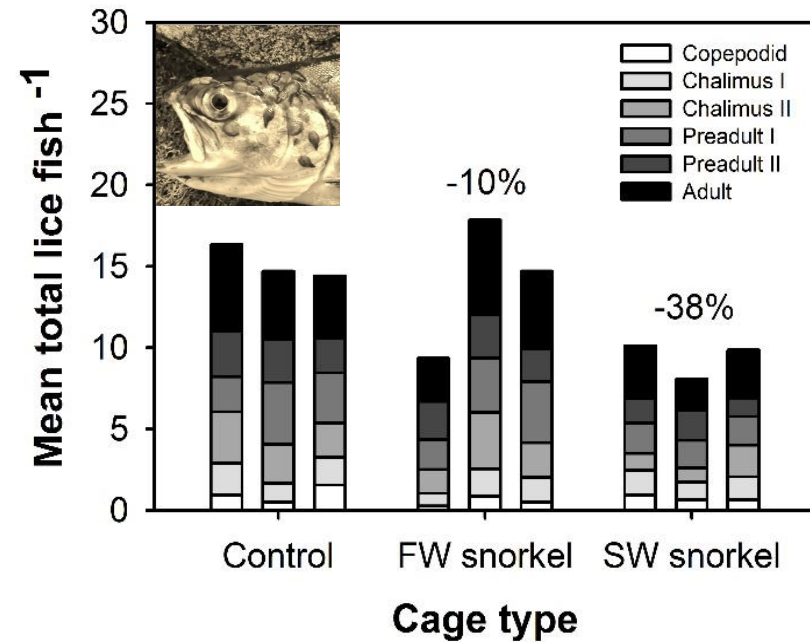 Mean total lice fish -1
30
25
20
15
10
5
0
Copepodid
Chalimus I
Chalimus II
Preadult I
Preadult II
Adult
-10%
-38%
Control
FW snorkel
SW snorkel
Cage type